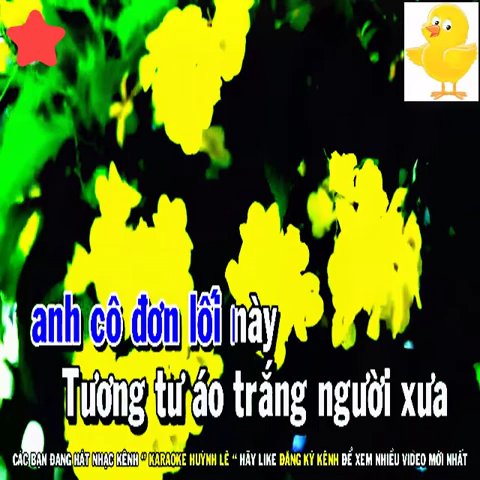 anh cô đơn lối này
Tương tư áo trắng người xưa
CÁC BẠN ĐANG HÁT NHẠC KÊNH " KARAOKE HUỲNH LÊ " HÃY LIKE ĐĂNG KÝ KÊNH ĐỂ XEM NHIỀU VIDEO MỚI NHẤT